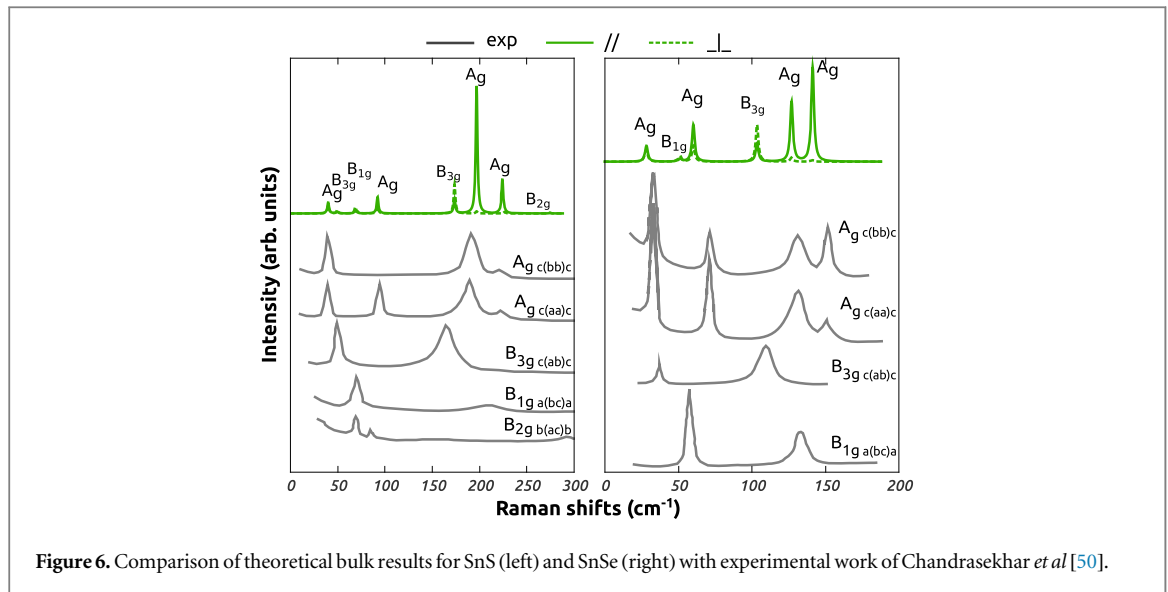 exp // _|_
Intensity (arb. units)
Ag
B3g
B1g
Ag
B3g
Ag
Ag
B2g
Ag c(bb)c
Ag c(aa)c
B3g c(ab)c
B1g a(bc)a
B2g b(ac)b
0 50 100 150 200 250 300
Ag
B1g
Ag
B3g
Ag
Ag
Ag c(bb)c
Ag c(aa)c
B3g c(ab)c
B1g a(bc)a
0 50 100 150 200
Raman shifts (cm-1)
Figure 6. Comparison of theoretical bulk results for SnS (left) and SnSe (right) with experimental work of Chandrasekhar et al [50].